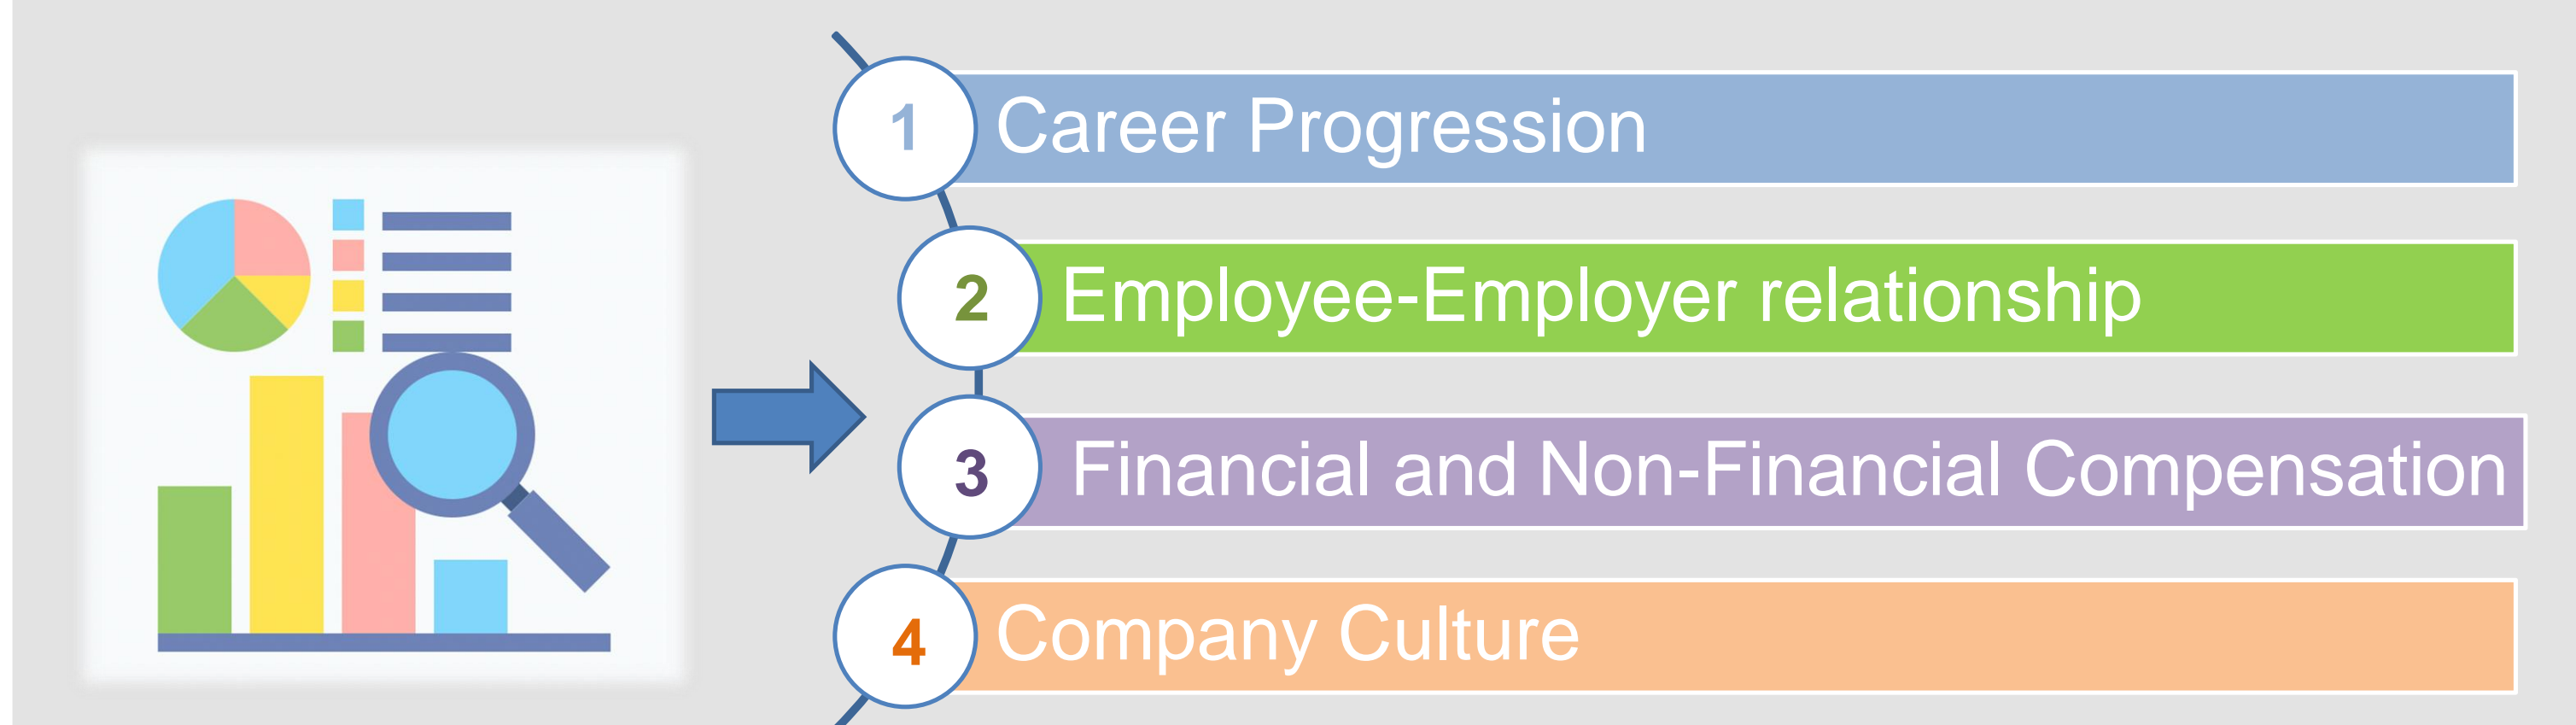 1 Career Progression
2 Employee-Employer relationship
3 Financial and Non-Financial Compensation
4 Company Culture